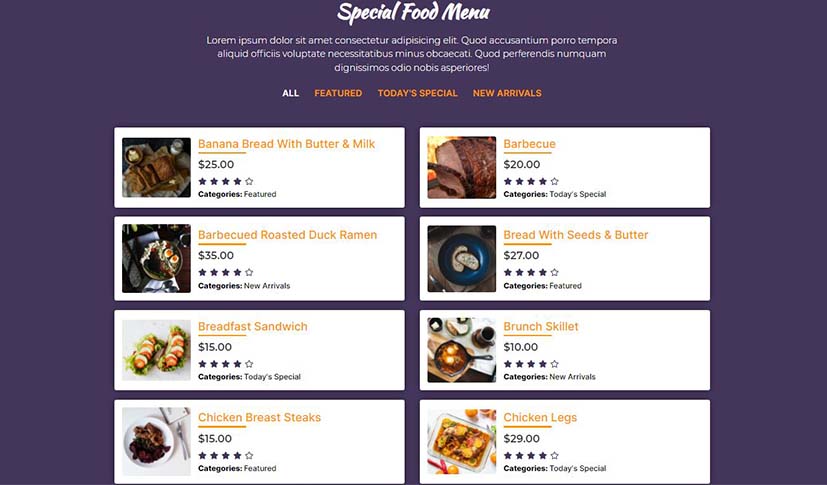 Special Food Menu
Lorem ipsum dolor sit amet consectetur adipisicing elit. Quod accusantium porro tempora
aliquid officiis voluptate necessitatibus minus obcaecati. Quod perferendis numquam
dignissimos odio nobis asperiores!
ALL FEATURED TODAY'S SPECIAL NEW ARRIVALS
Banana Bread With Butter & Milk
$25.00
Categories: Featured
Barbecue
$20.00
Categories: Today's Special
Barbecued Roasted Duck Ramen
$35.00
Categories: New Arrivals
Bread With Seeds & Butter
$27.00
Categories: Featured
Breadfast Sandwich
$15.00
Categories: Today's Special
Brunch Skillet
$10.00
Categories: New Arrivals
Chicken Breast Steaks
$15.00
Categories: Featured
Chicken Legs
$29.00
Categories: Today's Special